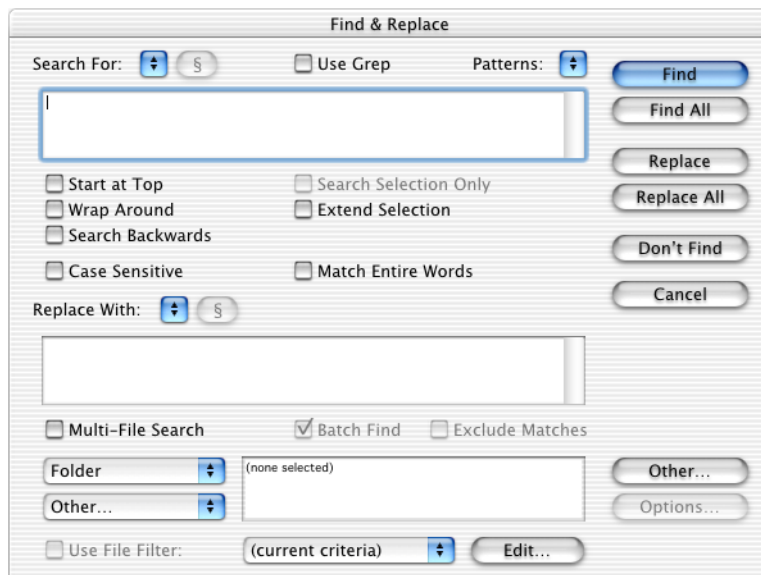 Find & Replace
Search For: § Use Grep Patterns:
Find
Find All
Start at Top Search Selection Only
Replace
Wrap Around Extend Selection
Replace All
Search Backwards
Don't Find
Case Sensitive Match Entire Words
Cancel
Replace With: §
Multi-File Search Batch Find Exclude Matches
Folder (none selected) Other...
Other... Options...
Use File Filter: (current criteria) Edit...